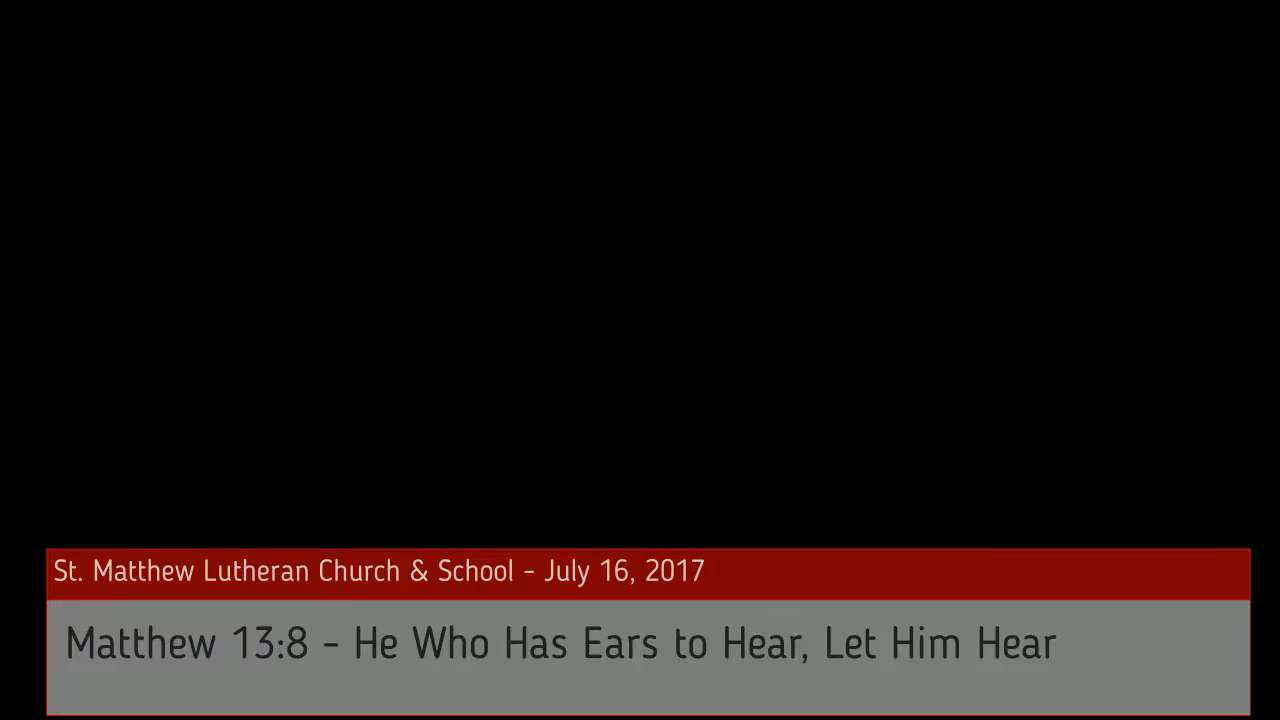 St. Matthew Lutheran Church & School - July 16, 2017
Matthew 13:8 - He Who Has Ears to Hear, Let Him Hear